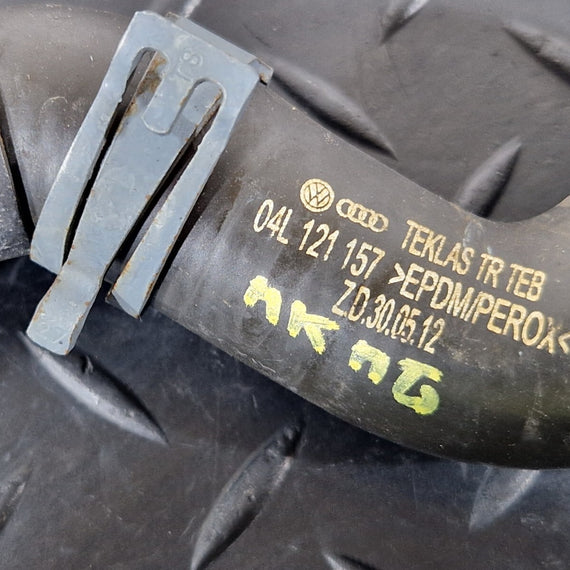 TEKLAS TR TEB
04L 121 157 >EPDM/PEROX<
Z.D.30.05.12